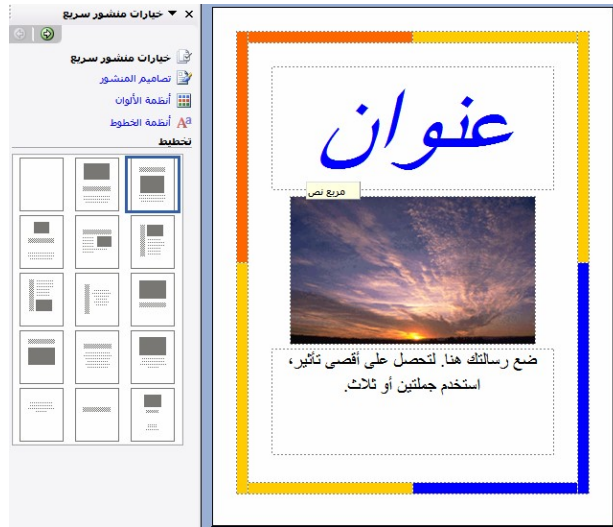 خيارات منشور سريع
خيارات منشور سريع
تصاميم المنشور
أنظمة الألوان
أنظمة الخطوط
تخطيط
عنوان
مربع نص
ضع رسالتك هنا. لتحصل على أقصى تأثير،
استخدم جملتين أو ثلاث.